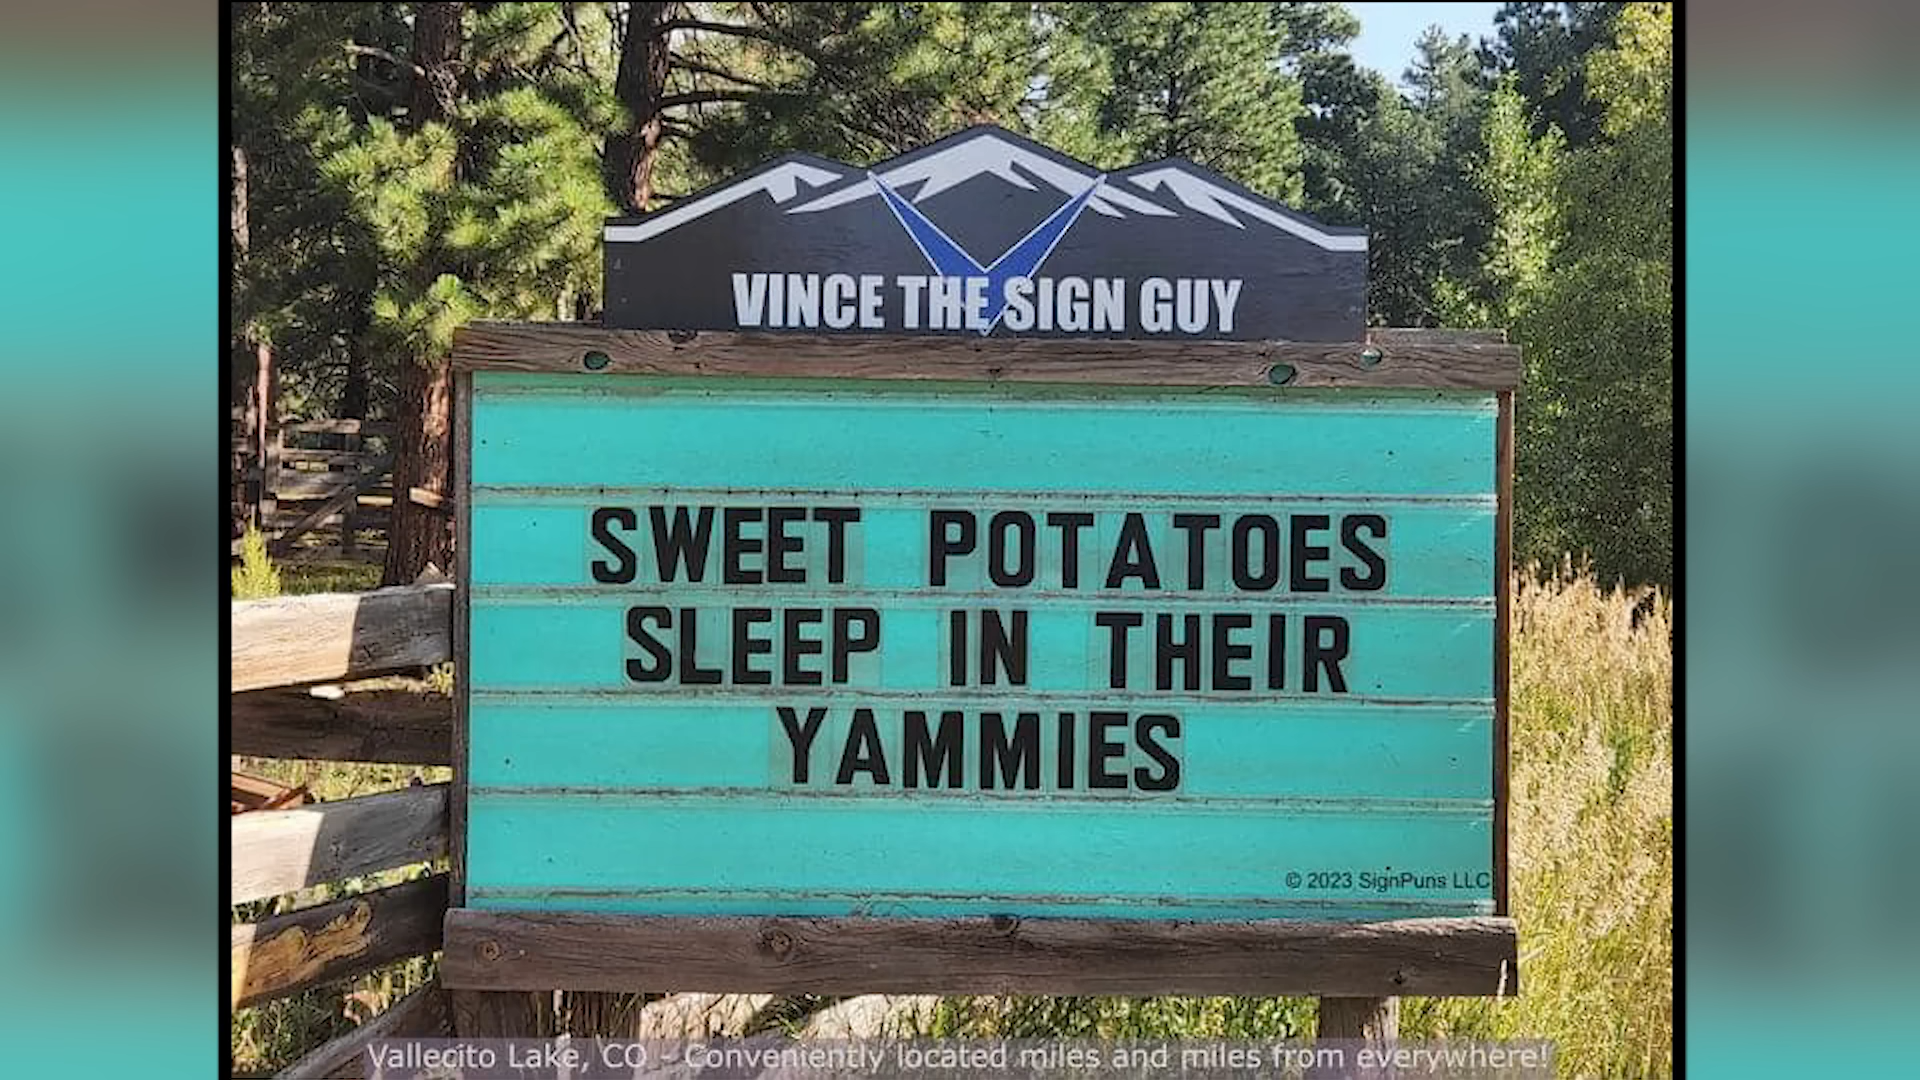 VINCE THE SIGN GUY
SWEET POTATOES
SLEEP IN THEIR
YAMMIES
© 2023 SignPuns LLC
Vallecito Lake, CO - Conveniently located miles and miles from everywhere!